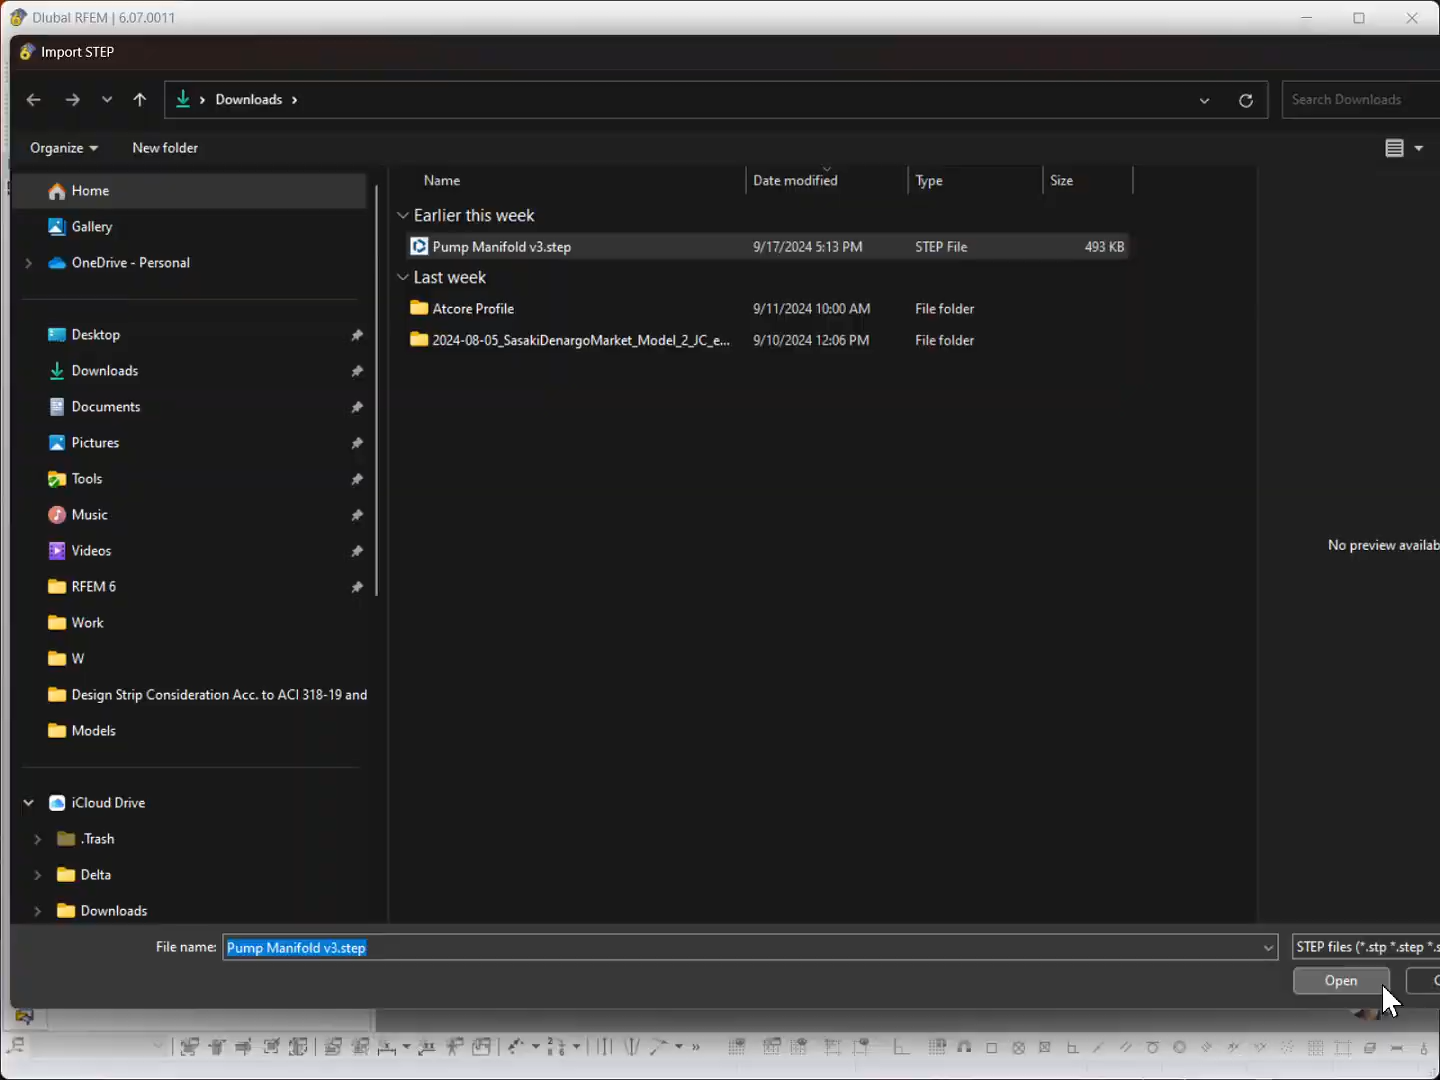 Dlubal RFEM | 6.07.0011
Import STEP
Downloads
Search Downloads
Organize
New folder
Home
Gallery
OneDrive - Personal
Desktop
Downloads
Documents
Pictures
Tools
Music
Videos
RFEM 6
Work
W
Design Strip Consideration Acc. to ACI 318-19 and
Models
iCloud Drive
.Trash
Delta
Downloads
Name Date modified Type Size
Earlier this week
Pump Manifold v3.step 9/17/2024 5:13 PM STEP File 493 KB
Last week
Atcore Profile 9/11/2024 10:00 AM File folder
2024-08-05_SasakiDenargoMarket_Model_2_JC_e... 9/10/2024 12:06 PM File folder
No preview availab
File name: Pump Manifold v3.step
STEP files (*.stp *.step *.s
Open